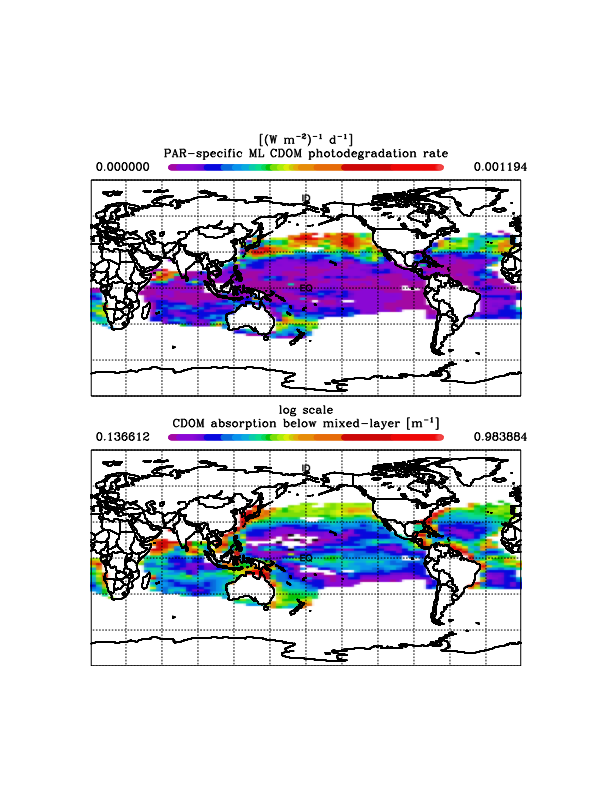 [(W m⁻²)⁻¹ d⁻¹]
PAR-specific ML CDOM photodegradation rate
0.000000 0.001194
ID
EQ
log scale
CDOM absorption below mixed-layer [m⁻¹]
0.136612 0.983884
ID
EQ